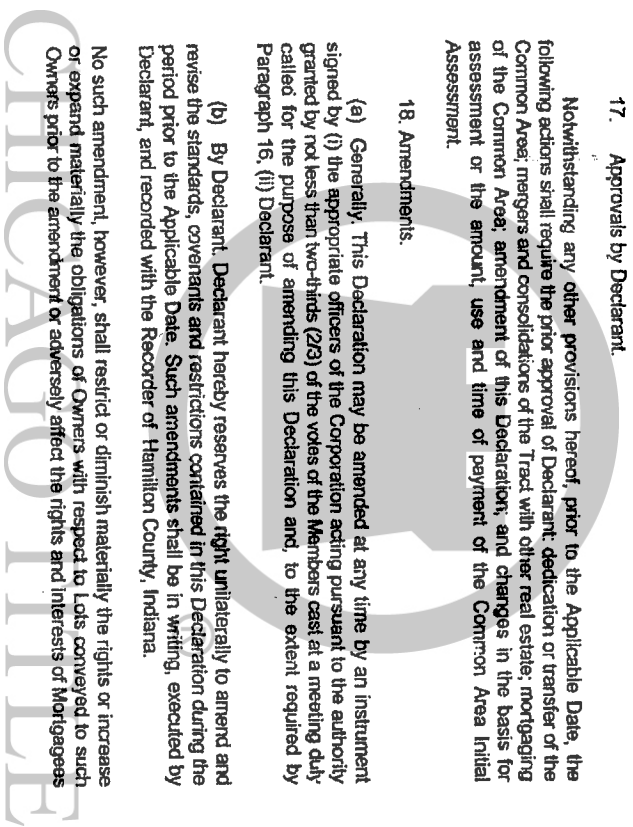 17. Approvals by Declarant.
Notwithstanding any other provisions hereof, prior to the Applicable Date, the
following actions shall require the prior approval of Declarant: dedication or transfer of the
Common Area; mergers and consolidations of the Tract with other real estate; mortgaging
of the Common Area; amendment of this Declaration; and changes in the basis for
assessment or the amount, use and time of payment of the Common Area Initial
Assessment.
18. Amendments.
(a) Generally. This Declaration may be amended at any time by an instrument
signed by (i) the appropriate officers of the Corporation acting pursuant to the authority
granted by not less than two-thirds (2/3) of the votes of the Members cast at a meeting duly
called for the purpose of amending this Declaration and, to the extent required by
Paragraph 16, (ii) Declarant.
(b) By Declarant. Declarant hereby reserves the right unilaterally to amend and
revise the standards, covenants and restrictions contained in this Declaration during the
period prior to the Applicable Date. Such amendments shall be in writing, executed by
Declarant, and recorded with the Recorder of Hamilton County, Indiana.
No such amendment, however, shall restrict or diminish materially the rights or increase
or expand materially the obligations of Owners with respect to Lots conveyed to such
Owners prior to the amendment or adversely affect the rights and interests of Mortgagees
CHICAGO TITLE